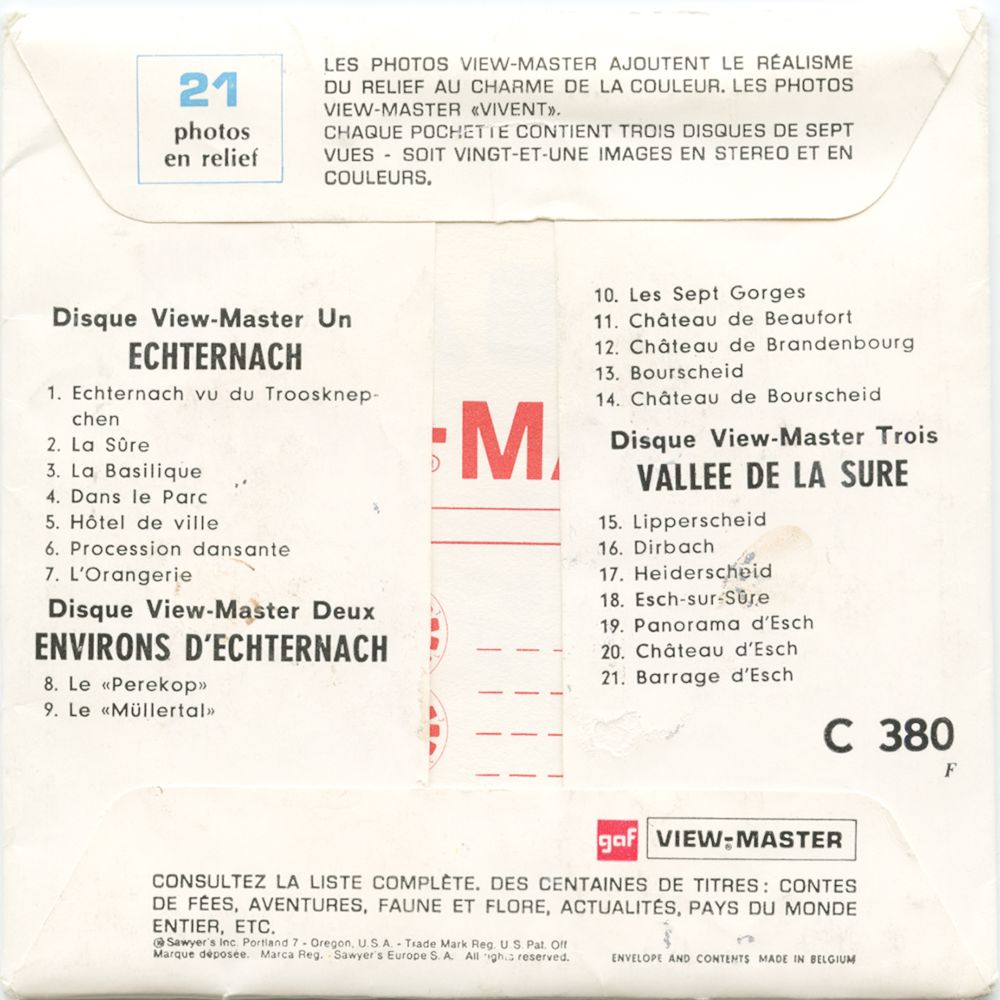 21
photos
en relief
LES PHOTOS VIEW-MASTER AJOUTENT LE RÉALISME
DU RELIEF AU CHARME DE LA COULEUR. LES PHOTOS
VIEW-MASTER «VIVENT».
CHAQUE POCHETTE CONTIENT TROIS DISQUES DE SEPT
VUES - SOIT VINGT-ET-UNE IMAGES EN STEREO ET EN
COULEURS.
Disque View-Master Un
ECHTERNACH
1. Echternach vu du Troosknep-
chen
2. La Sûre
3. La Basilique
4. Dans le Parc
5. Hôtel de ville
6. Procession dansante
7. L'Orangerie
Disque View-Master Deux
ENVIRONS D'ECHTERNACH
8. Le «Perekop»
9. Le «Müllertal»
10. Les Sept Gorges
11. Château de Beaufort
12. Château de Brandenbourg
13. Bourscheid
14. Château de Bourscheid
Disque View-Master Trois
VALLEE DE LA SURE
15. Lipperscheid
16. Dirbach
17. Heiderscheid
18. Esch-sur-Sûre
19. Panorama d'Esch
20. Château d'Esch
21. Barrage d'Esch
C 380
F
gaf VIEW-MASTER®
CONSULTEZ LA LISTE COMPLÈTE. DES CENTAINES DE TITRES : CONTES
DE FÉES, AVENTURES, FAUNE ET FLORE, ACTUALITÉS, PAYS DU MONDE
ENTIER, ETC.
® Sawyer's Inc. Portland 7 - Oregon, U.S.A. - Trade Mark Reg. U.S. Pat. Off
Marque déposée. Marca Reg. - Sawyer's Europe S.A. All rights reserved.
ENVELOPE AND CONTENTS MADE IN BELGIUM